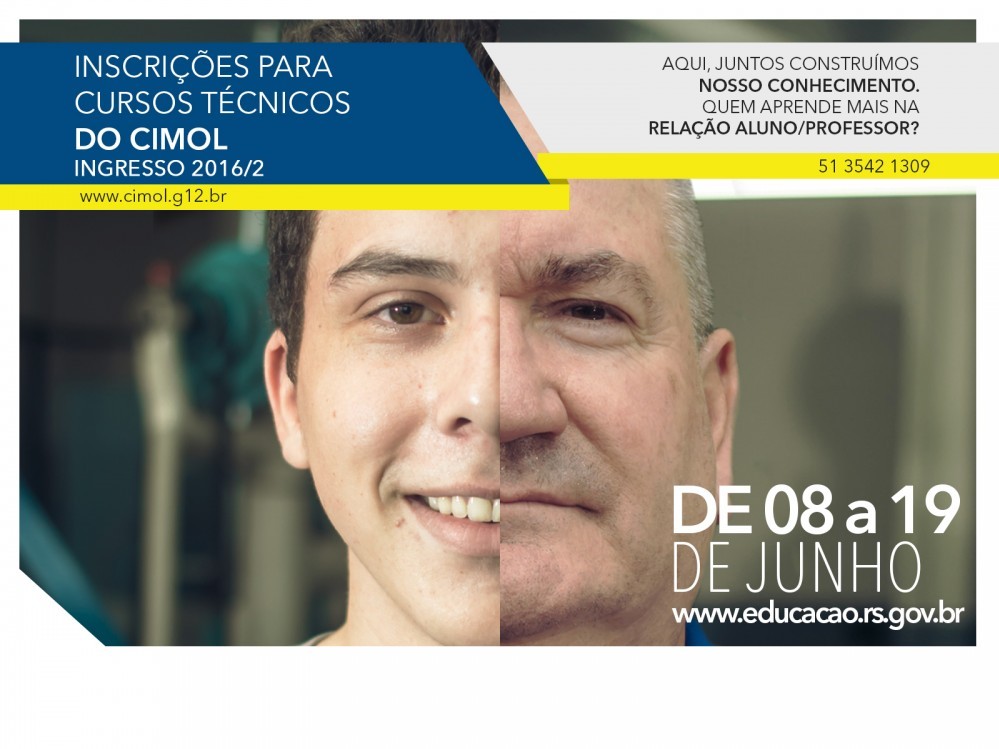 INSCRIÇÕES PARA
CURSOS TÉCNICOS
DO CIMOL
INGRESSO 2016/2
www.cimol.g12.br
AQUI, JUNTOS CONSTRUÍMOS
NOSSO CONHECIMENTO.
QUEM APRENDE MAIS NA
RELAÇÃO ALUNO/PROFESSOR?
51 3542 1309
DE 08 a 19
DE JUNHO
www.educacao.rs.gov.br